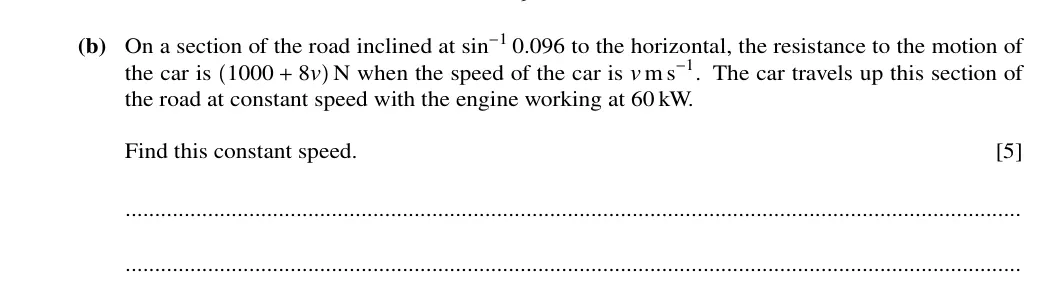 (b) On a section of the road inclined at sin⁻¹ 0.096 to the horizontal, the resistance to the motion of
the car is (1000 + 8v) N when the speed of the car is v m s⁻¹. The car travels up this section of
the road at constant speed with the engine working at 60 kW.
Find this constant speed. [5]